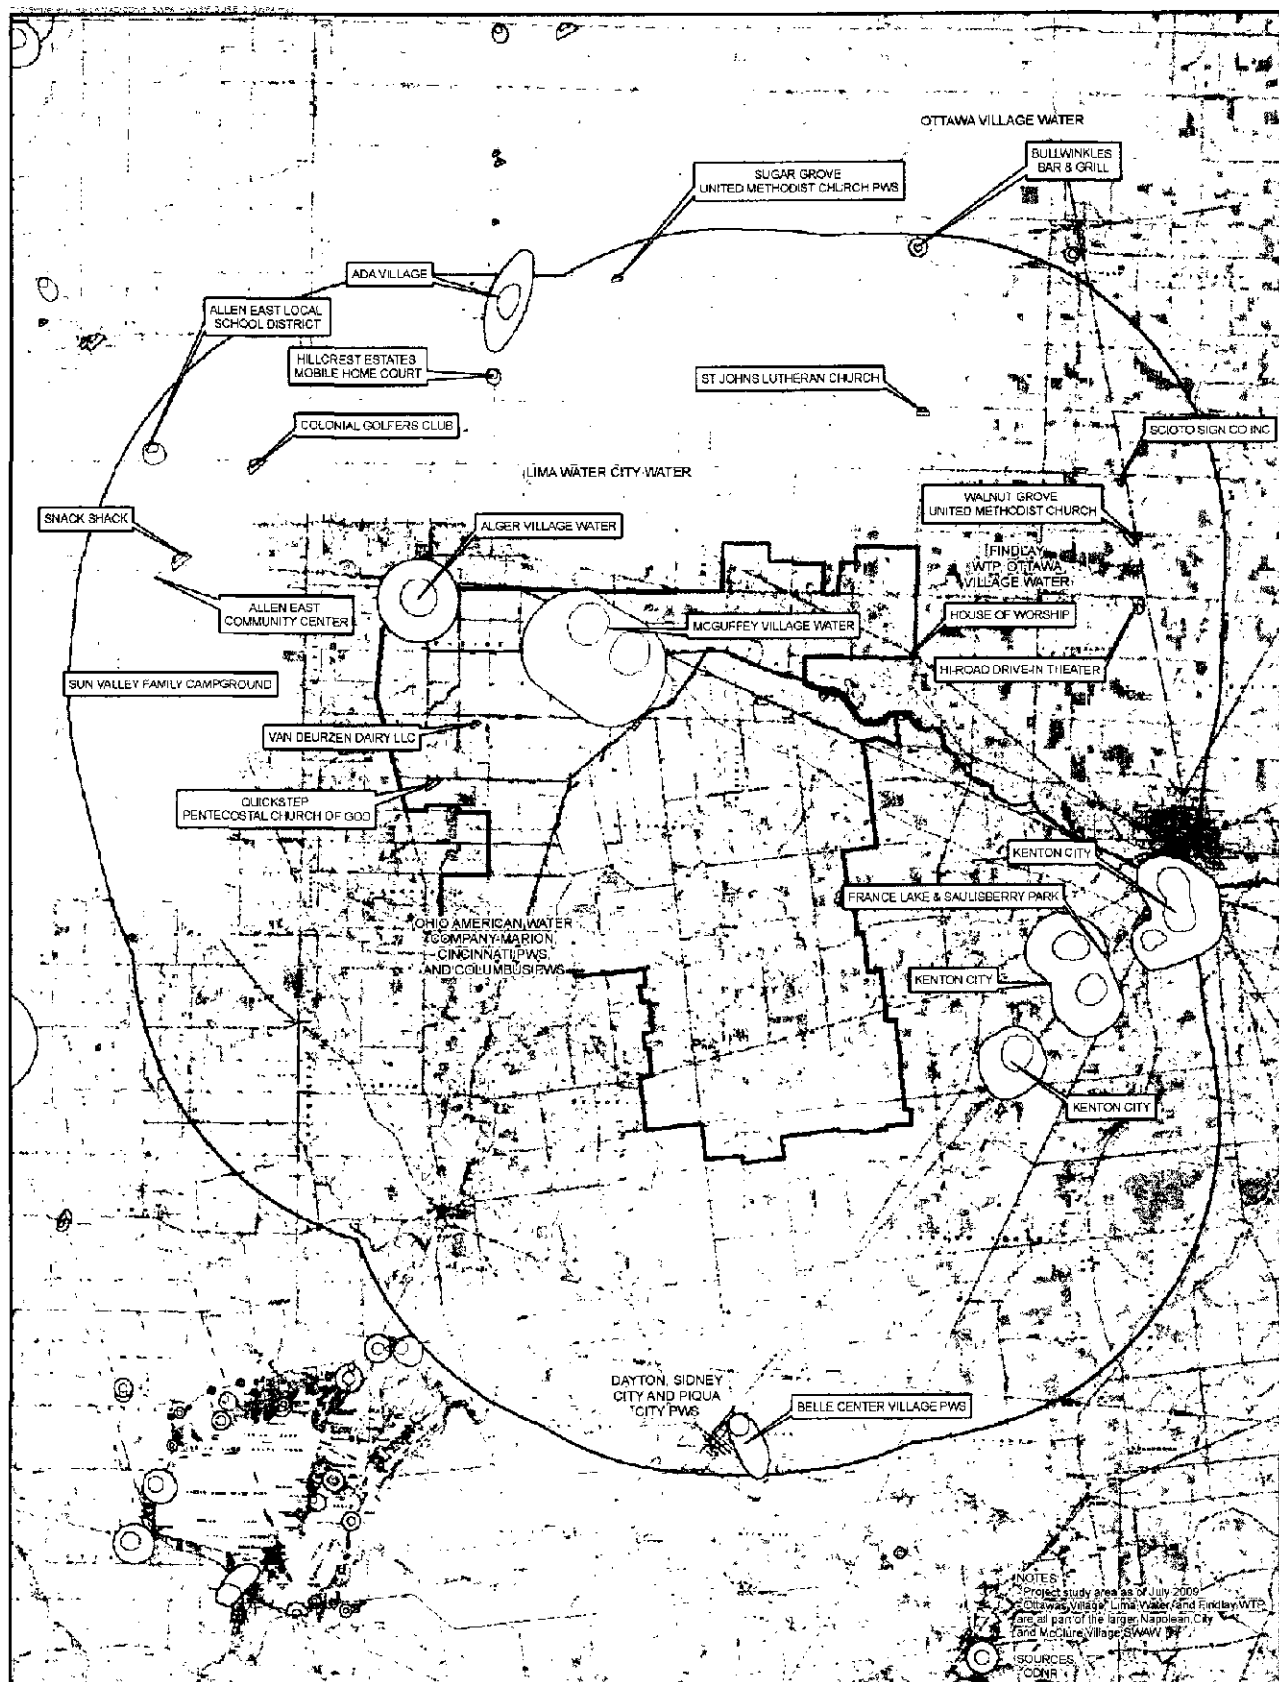 OTTAWA VILLAGE WATER
BULLWINKLES
BAR & GRILL
SUGAR GROVE
UNITED METHODIST CHURCH PWS
ADA VILLAGE
ALLEN EAST LOCAL
SCHOOL DISTRICT
HILLCREST ESTATES
MOBILE HOME COURT
ST JOHNS LUTHERAN CHURCH
COLONIAL GOLFERS CLUB
SCIOTO SIGN CO INC
LIMA WATER CITY-WATER
WALNUT GROVE
UNITED METHODIST CHURCH
SNACK SHACK
ALGER VILLAGE WATER
FINDLAY
WTP, OTTAWA
VILLAGE WATER
ALLEN EAST
COMMUNITY CENTER
MCGUFFEY VILLAGE WATER
HOUSE OF WORSHIP
HI-ROAD DRIVE-IN THEATER
SUN VALLEY FAMILY CAMPGROUND
VAN DEURZEN DAIRY LLC
QUICKSTEP
PENTECOSTAL CHURCH OF GOD
KENTON CITY
FRANCE LAKE & SAULISBERRY PARK
OHIO AMERICAN WATER
COMPANY-MARION,
CINCINNATI PWS,
AND COLUMBUS PWS
KENTON CITY
KENTON CITY
DAYTON, SIDNEY
CITY AND PIQUA
CITY PWS
BELLE CENTER VILLAGE PWS
NOTES
Project study area as of July 2009
Ottawa Village, Lima Water, and Findlay WTP
are all part of the larger Napolean City
and McClure Village SWAW
SOURCES
ODNR